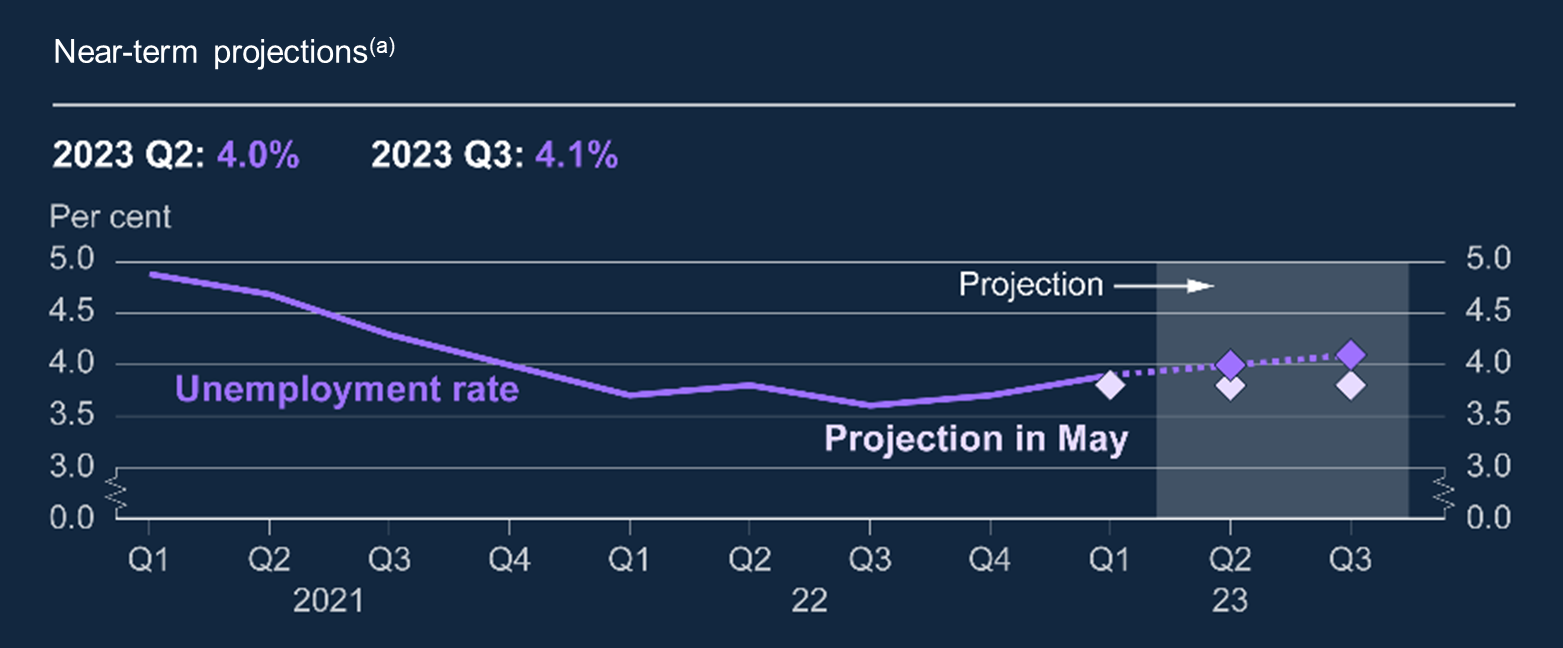 Near-term projections(a)
2023 Q2: 4.0% 2023 Q3: 4.1%
Per cent
5.0 5.0
Projection
4.5 4.5
4.0 4.0
Unemployment rate
3.5 3.5
Projection in May
3.0 3.0
0.0 0.0
Q1 Q2 Q3 Q4 Q1 Q2 Q3 Q4 Q1 Q2 Q3
2021 22 23